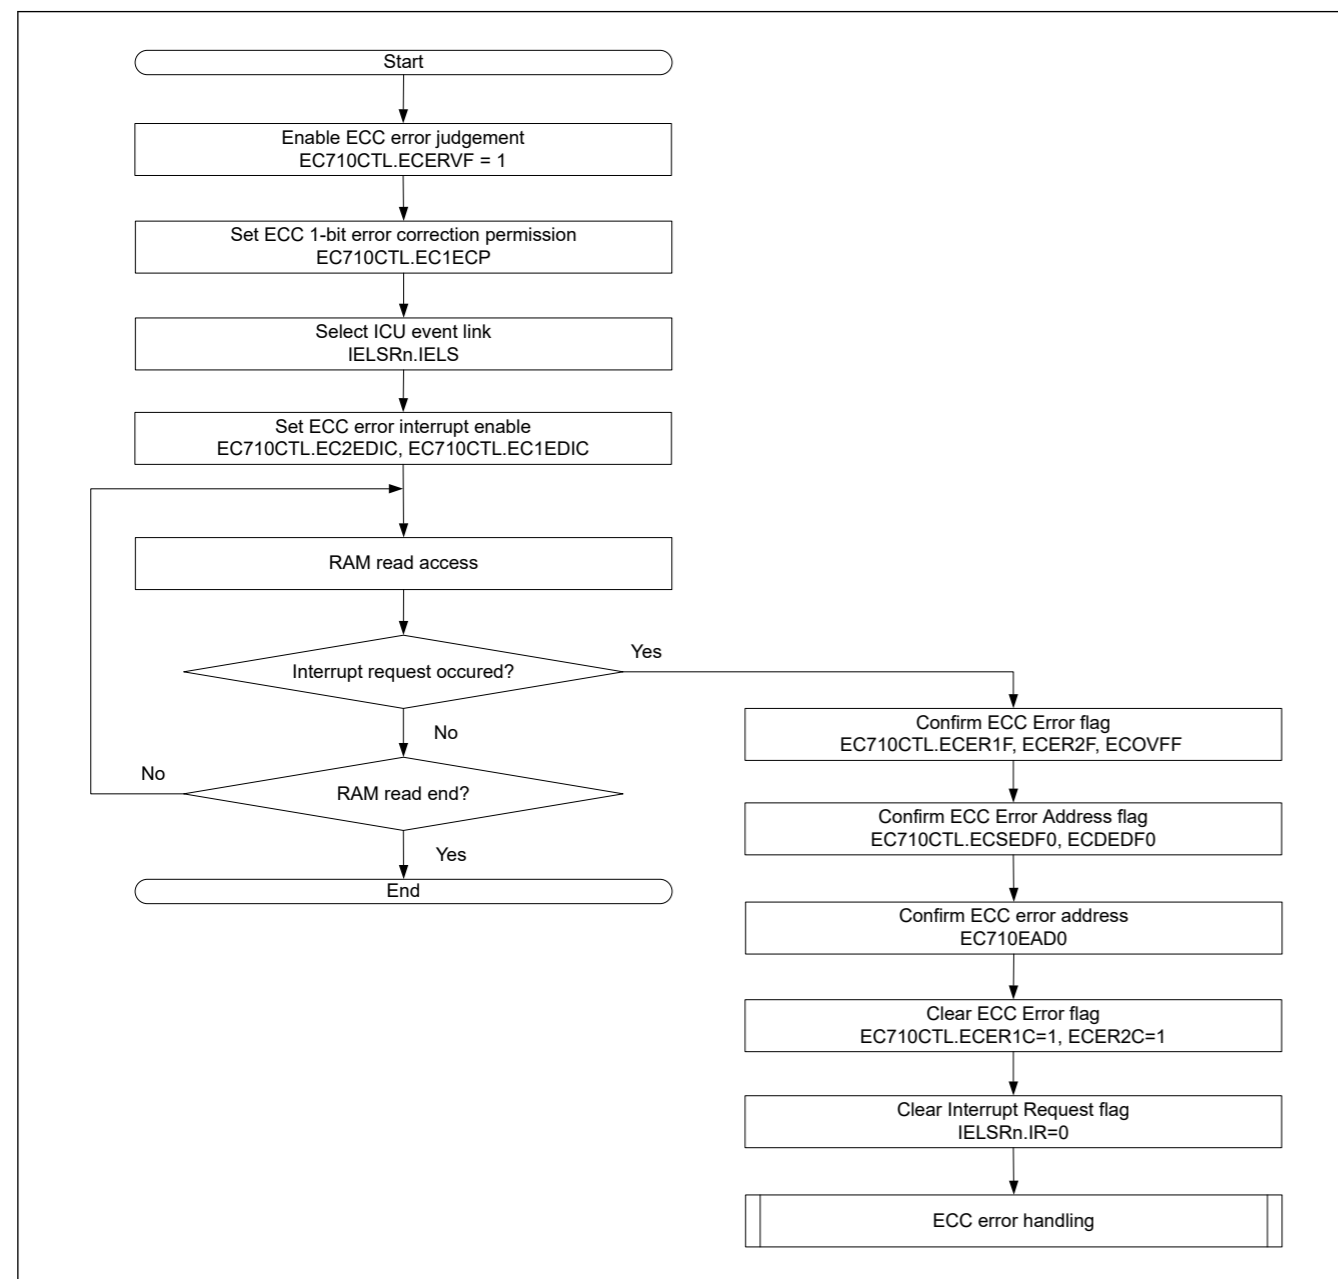 Start
Enable ECC error judgement
EC710CTL.ECERVF = 1
Set ECC 1-bit error correction permission
EC710CTL.EC1ECP
Select ICU event link
IELSRn.IELS
Set ECC error interrupt enable
EC710CTL.EC2EDIC, EC710CTL.EC1EDIC
RAM read access
Interrupt request occured?
Yes
No
RAM read end?
No
Yes
End
Confirm ECC Error flag
EC710CTL.ECER1F, ECER2F, ECOVFF
Confirm ECC Error Address flag
EC710CTL.ECSEDF0, ECDEDF0
Confirm ECC error address
EC710EAD0
Clear ECC Error flag
EC710CTL.ECER1C=1, ECER2C=1
Clear Interrupt Request flag
IELSRn.IR=0
ECC error handling